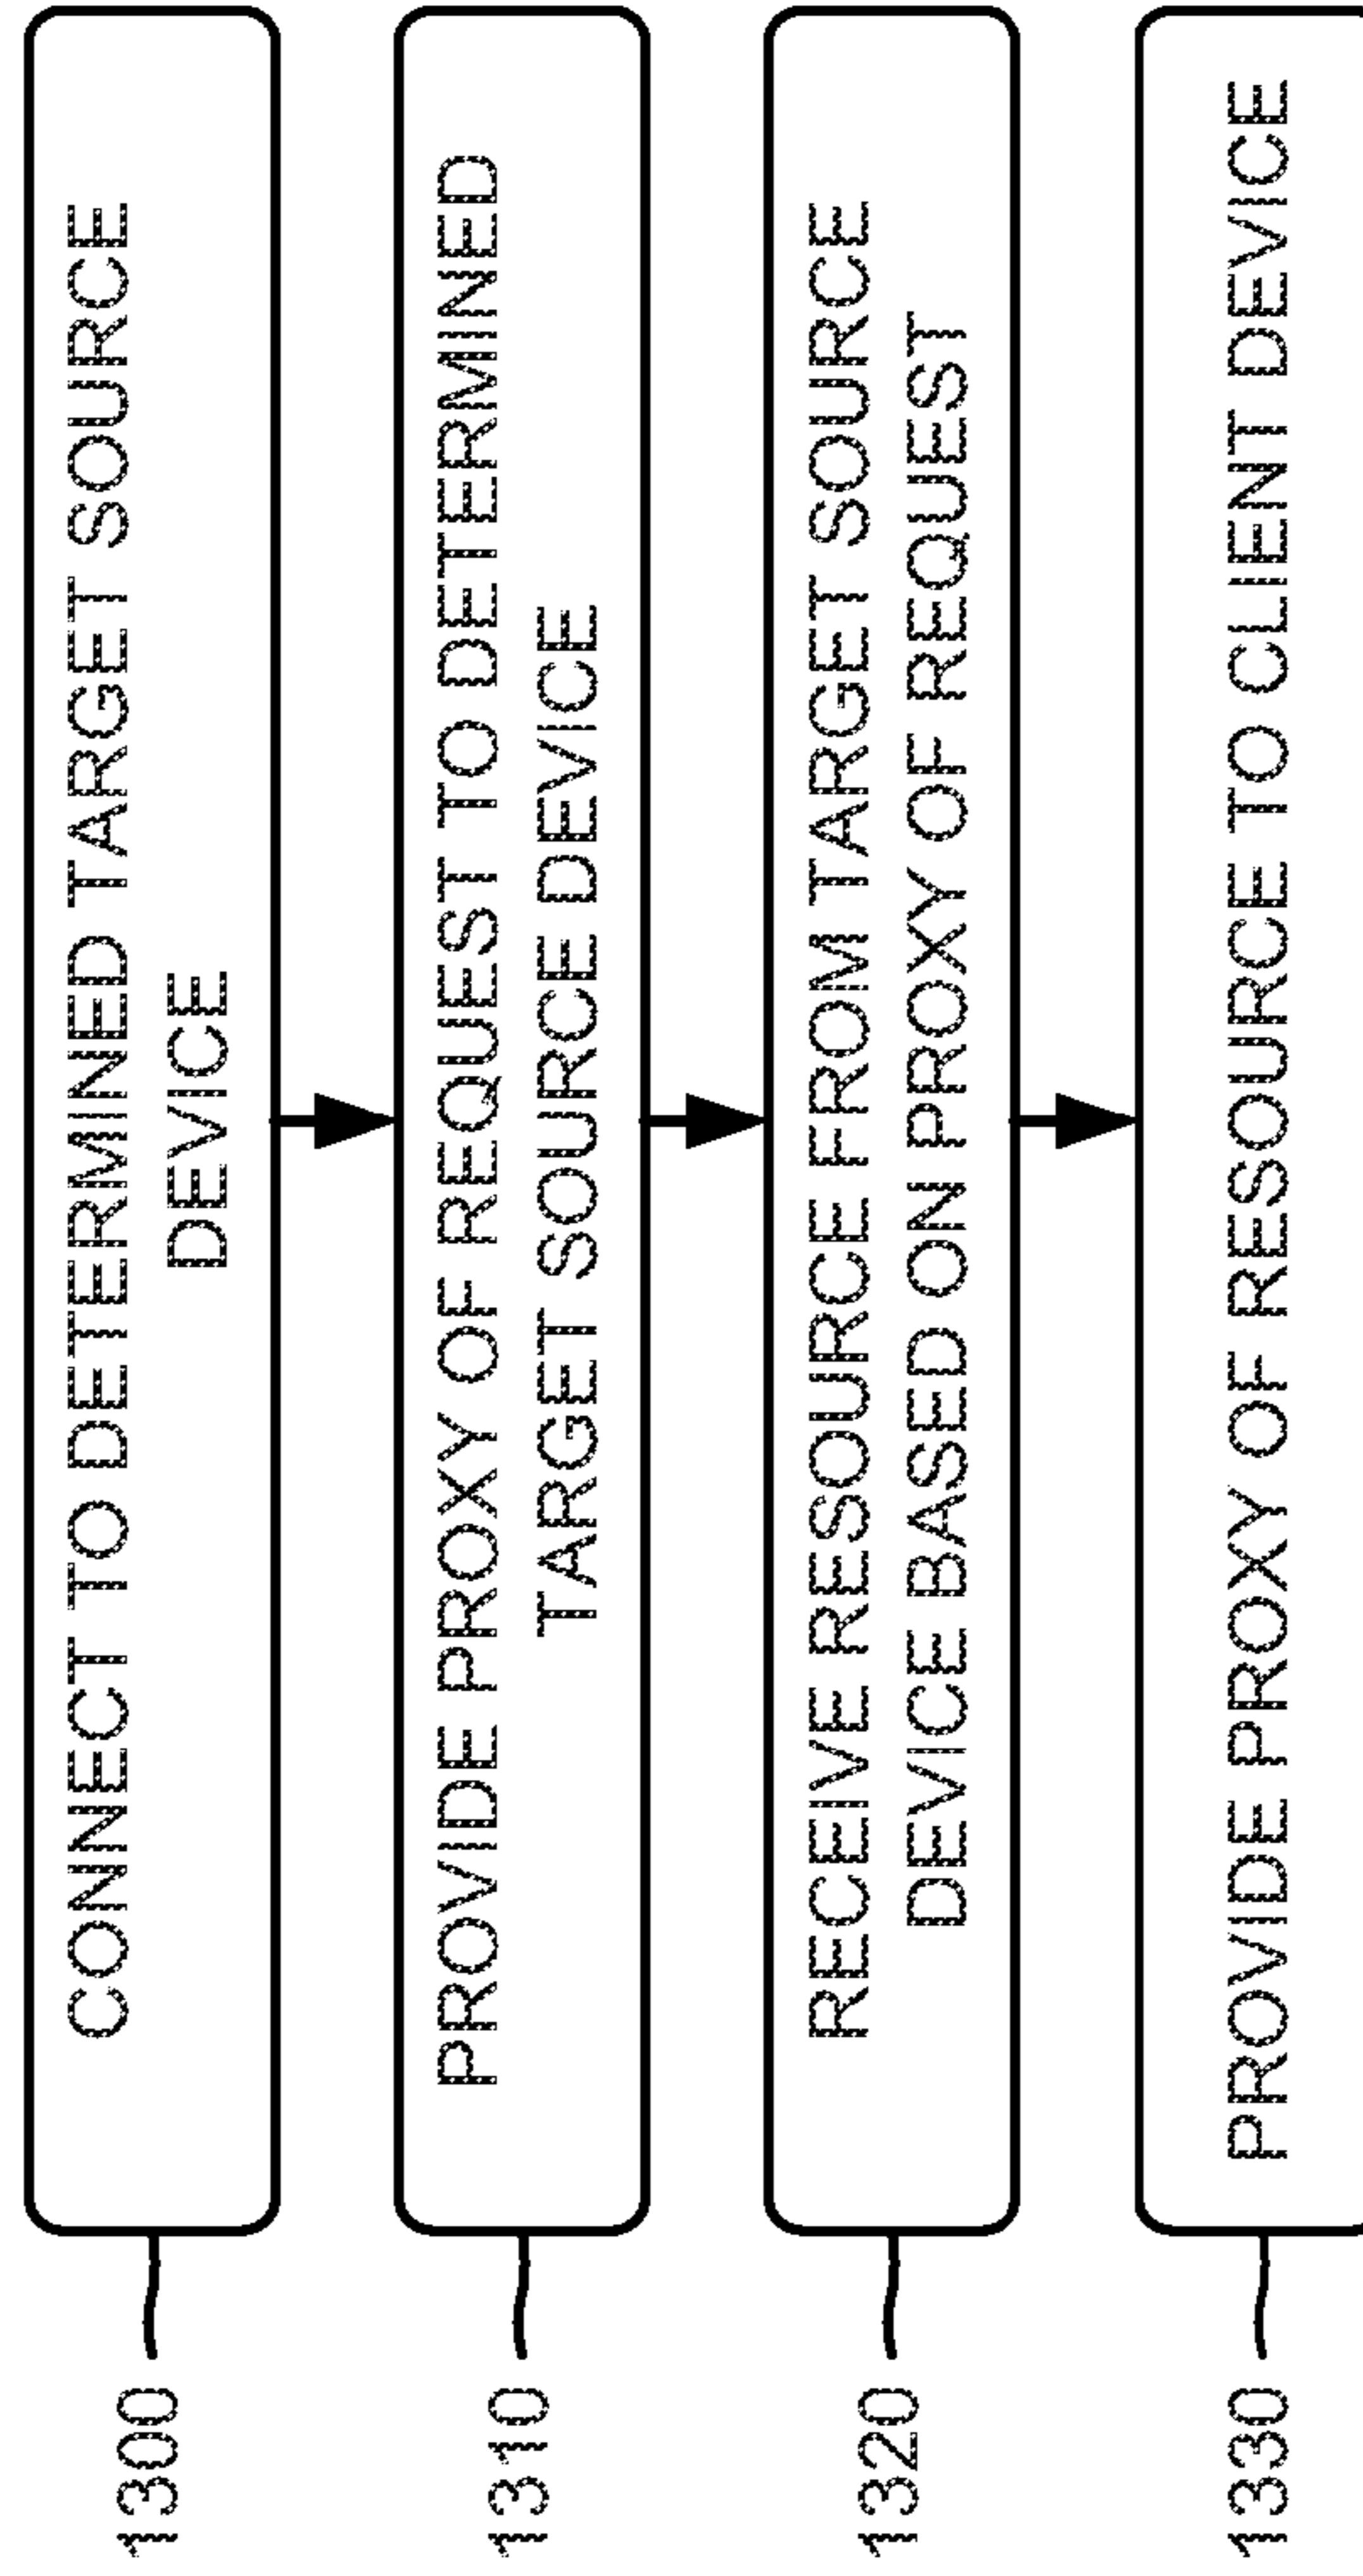 1300
CONNECT TO DETERMINED TARGET SOURCE
DEVICE
1310
PROVIDE PROXY OF REQUEST TO DETERMINED
TARGET SOURCE DEVICE
1320
RECEIVE RESOURCE FROM TARGET SOURCE
DEVICE BASED ON PROXY OF REQUEST
1330
PROVIDE PROXY OF RESOURCE TO CLIENT DEVICE